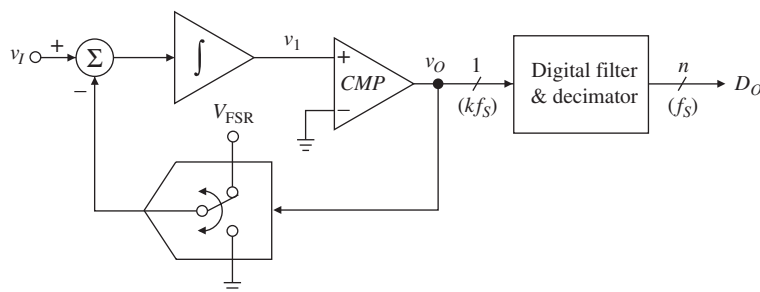 v_I
+
Σ
−
∫
v_1
+
−
CMP
v_O
1
(kf_S)
Digital filter
& decimator
n
(f_S)
D_O
V_FSR